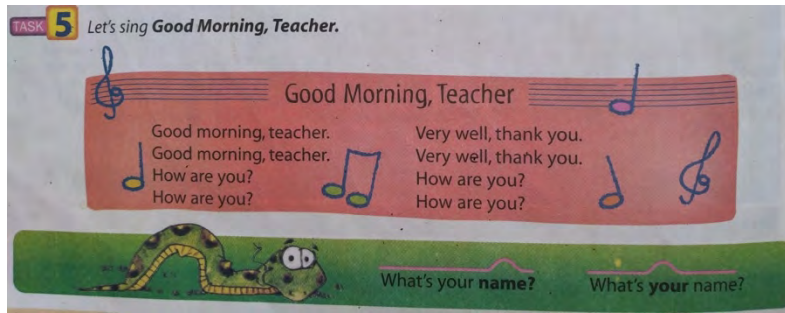 TASK 5 Let's sing Good Morning, Teacher.
Good Morning, Teacher
Good morning, teacher.
Good morning, teacher.
How are you?
How are you?
Very well, thank you.
Very well, thank you.
How are you?
How are you?
What's your name?
What's your name?